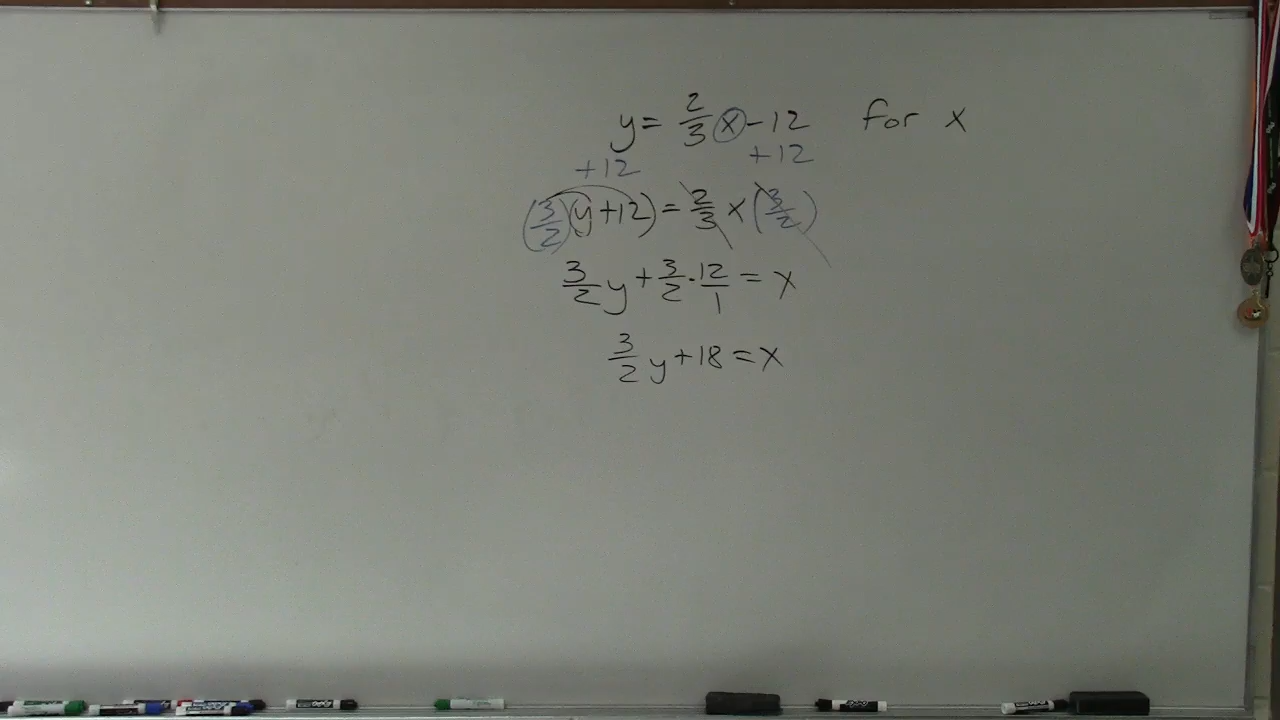 y = 2/3 x - 12 for x
+12 +12
(3/2)(y+12) = 2/3 x (3/2)
3/2 y + 3/2 · 12/1 = x
3/2 y + 18 = x